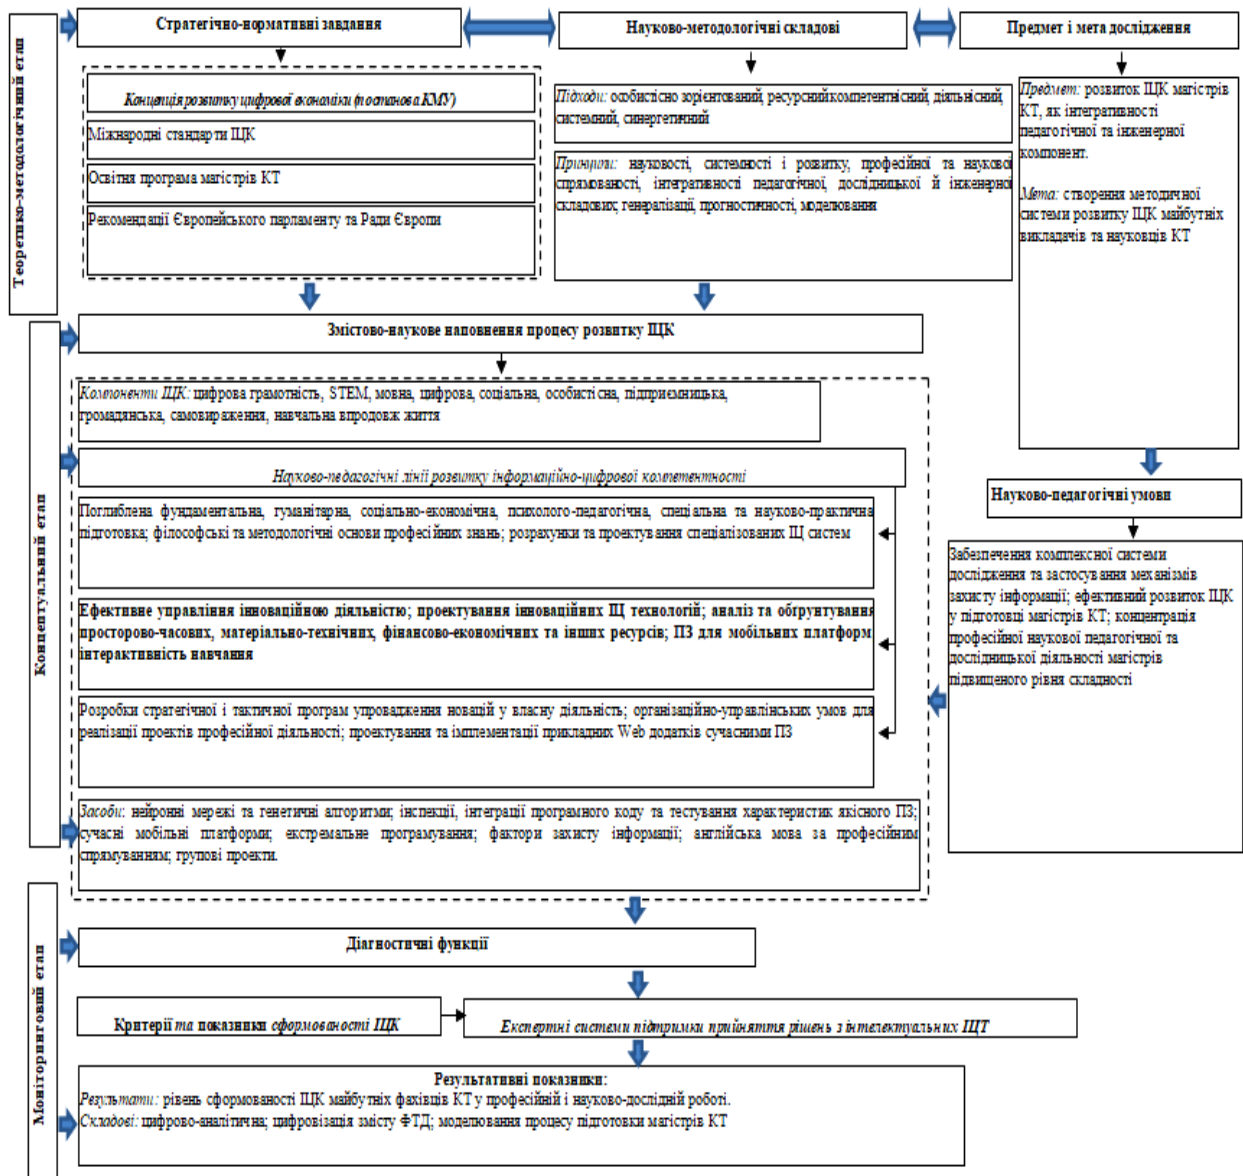 Теоретико-методологічний етап
Стратегічно-нормативні завдання
Науково-методологічні складові
Предмет і мета дослідження
Концепція розвитку цифрової економіки (постанова КМУ)
Міжнародні стандарти ІЦК
Освітня програма магістрів КТ
Рекомендації Європейського парламенту та Ради Європи
Підходи: особистісно зорієнтований, ресурсний компетентнісний, діяльнісний,
системний, синергетичний
Принципи: науковості, системності і розвитку, професійної та наукової
спрямованості, інтегративності педагогічної, дослідницької й інженерної
складових, генералізації, прогностичності, моделювання
Предмет: розвиток ІЦК магістрів
КТ, як інтегративності
педагогічної та інженерної
компонент.
Мета: створення методичної
системи розвитку ІЦК майбутніх
викладачів та науковців КТ
Концептуальний етап
Змістово-наукове наповнення процесу розвитку ІЦК
Компоненти ІЦК: цифрова грамотність, STEM, мовна, цифрова, соціальна, особистісна, підприємницька,
громадянська, самовираження, навчальна впродовж життя
Науково-педагогічні лінії розвитку інформаційно-цифрової компетентності
Поглиблена фундаментальна, гуманітарна, соціально-економічна, психолого-педагогічна, спеціальна та науково-практична
підготовка; філософські та методологічні основи професійних знань; розрахунки та проектування спеціалізованих ІЦ систем
Ефективне управління інноваційною діяльністю; проектування інноваційних ІЦ технологій; аналіз та обґрунтування
просторово-часових, матеріально-технічних, фінансово-економічних та інших ресурсів; ПЗ для мобільних платформ
інтерактивність навчання
Розробки стратегічної і тактичної програм упровадження новацій у власну діяльність; організаційно-управлінських умов для
реалізації проектів професійної діяльності; проектування та імплементації прикладних Web додатків сучасними ПЗ
Засоби: нейронні мережі та генетичні алгоритми; інспекції, інтеграції програмного коду та тестування характеристик якісного ПЗ;
сучасні мобільні платформи; екстремальне програмування; фактори захисту інформації; англійська мова за професійним
спрямуванням; групові проекти.
Науково-педагогічні умови
Забезпечення комплексної системи
дослідження та застосування механізмів
захисту інформації; ефективний розвиток ІЦК
у підготовці магістрів КТ; концентрація
професійної наукової педагогічної та
дослідницької діяльності магістрів
підвищеного рівня складності
Моніторинговий етап
Діагностичні функції
Критерії та показники сформованості ІЦК
Експертні системи підтримки прийняття рішень з інтелектуальних ІЦТ
Результативні показники:
Результати: рівень сформованості ІЦК майбутніх фахівців КТ у професійній і науково-дослідній роботі.
Складові: цифрово-аналітична; цифровізація змісту ФТД; моделювання процесу підготовки магістрів КТ